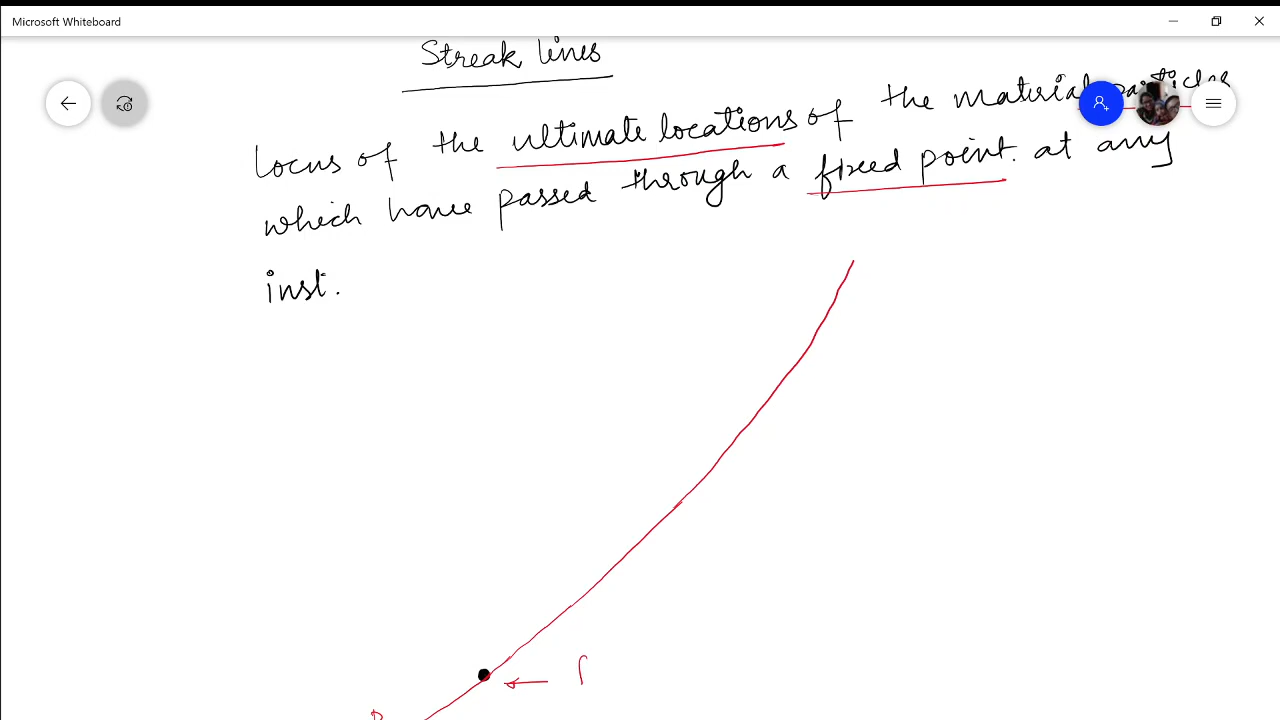 Microsoft Whiteboard
Streak lines
Locus of the ultimate locations of the material particles
which have passed through a fixed point. at any
inst.